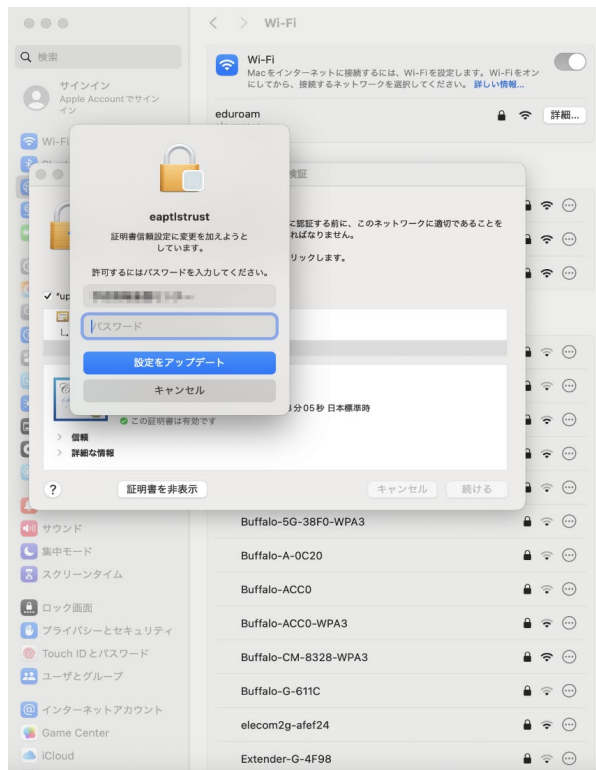 Wi-Fi
検索
サインイン
Apple Account でサイン
イン
Wi-Fi
Macをインターネットに接続するには、Wi-Fiを設定します。Wi-Fiをオン
にしてから、接続するネットワークを選択してください。 詳しい情報...
eduroam
詳細...
Wi-Fi
検証
に認証する前に、このネットワークに適切であることを
ればなりません。
リックします。
eaptlstrust
証明書信頼設定に変更を加えようと
しています。
許可するにはパスワードを入力してください。
パスワード
設定をアップデート
キャンセル
"up
分05秒 日本標準時
この証明書は有効です
信頼
詳細な情報
?
証明書を非表示
キャンセル
続ける
サウンド
集中モード
スクリーンタイム
ロック画面
プライバシーとセキュリティ
Touch ID とパスワード
ユーザとグループ
インターネットアカウント
Game Center
iCloud
Buffalo-5G-38F0-WPA3
Buffalo-A-0C20
Buffalo-ACC0
Buffalo-ACC0-WPA3
Buffalo-CM-8328-WPA3
Buffalo-G-611C
elecom2g-afef24
Extender-G-4F98